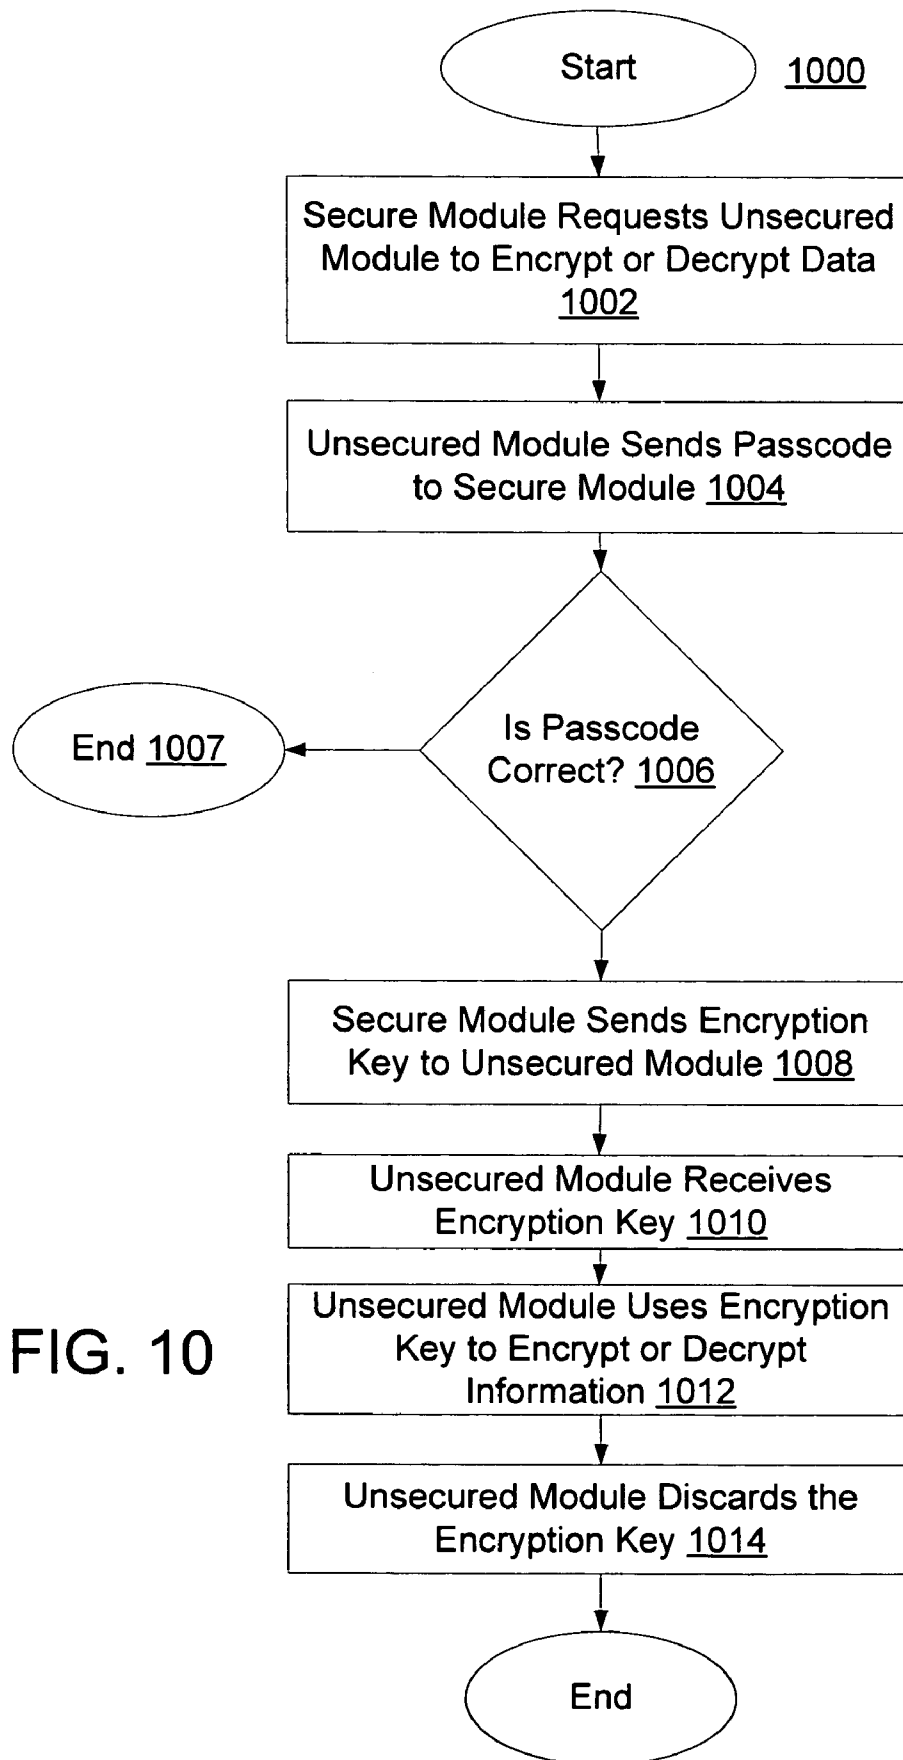 Start
1000
Secure Module Requests Unsecured
Module to Encrypt or Decrypt Data
1002
Unsecured Module Sends Passcode
to Secure Module 1004
Is Passcode
Correct? 1006
End 1007
Secure Module Sends Encryption
Key to Unsecured Module 1008
Unsecured Module Receives
Encryption Key 1010
Unsecured Module Uses Encryption
Key to Encrypt or Decrypt
Information 1012
FIG. 10
Unsecured Module Discards the
Encryption Key 1014
End